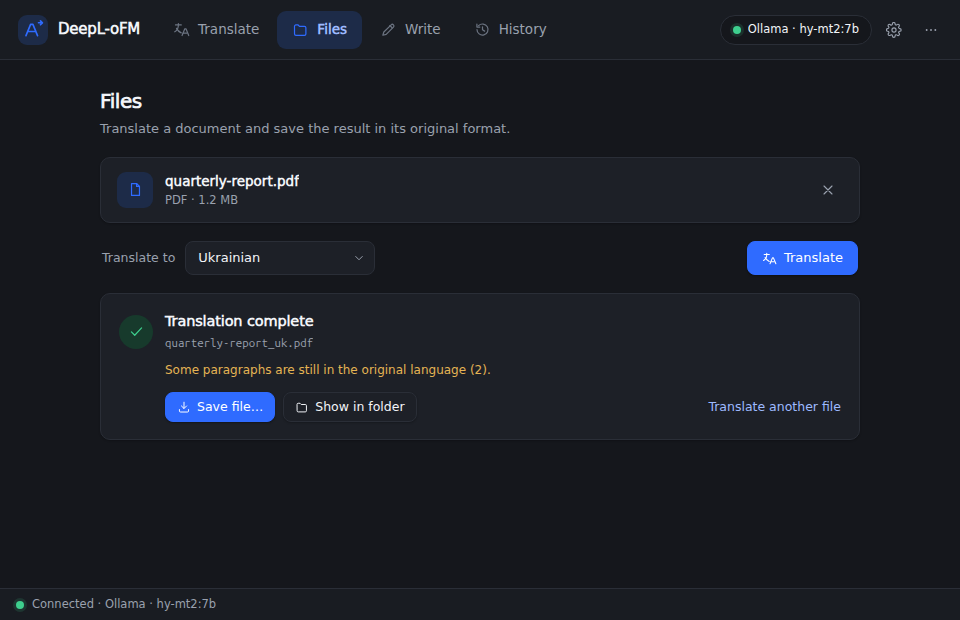 DeepL-oFM
Translate
Files
Write
History
Ollama · hy-mt2:7b
Files
Translate a document and save the result in its original format.
quarterly-report.pdf
PDF · 1.2 MB
Translate to
Ukrainian
Translate
Translation complete
quarterly-report_uk.pdf
Some paragraphs are still in the original language (2).
Save file…
Show in folder
Translate another file
Connected · Ollama · hy-mt2:7b